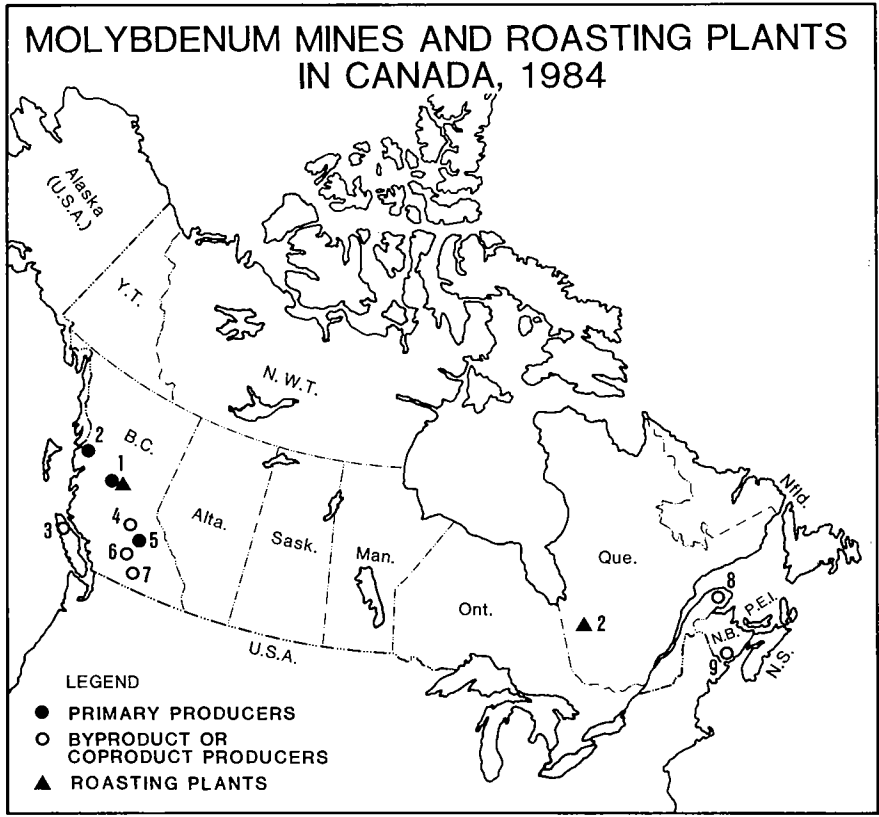 MOLYBDENUM MINES AND ROASTING PLANTS
IN CANADA, 1984
Alaska
(U.S.A.)
Y.T.
N.W.T.
2
B.C.
1
3
4
5
6
7
Alta.
Sask.
Man.
Ont.
Que.
2
Nfld.
8
P.E.I.
N.B.
9
N.S.
U.S.A.
LEGEND
PRIMARY PRODUCERS
BYPRODUCT OR
COPRODUCT PRODUCERS
ROASTING PLANTS